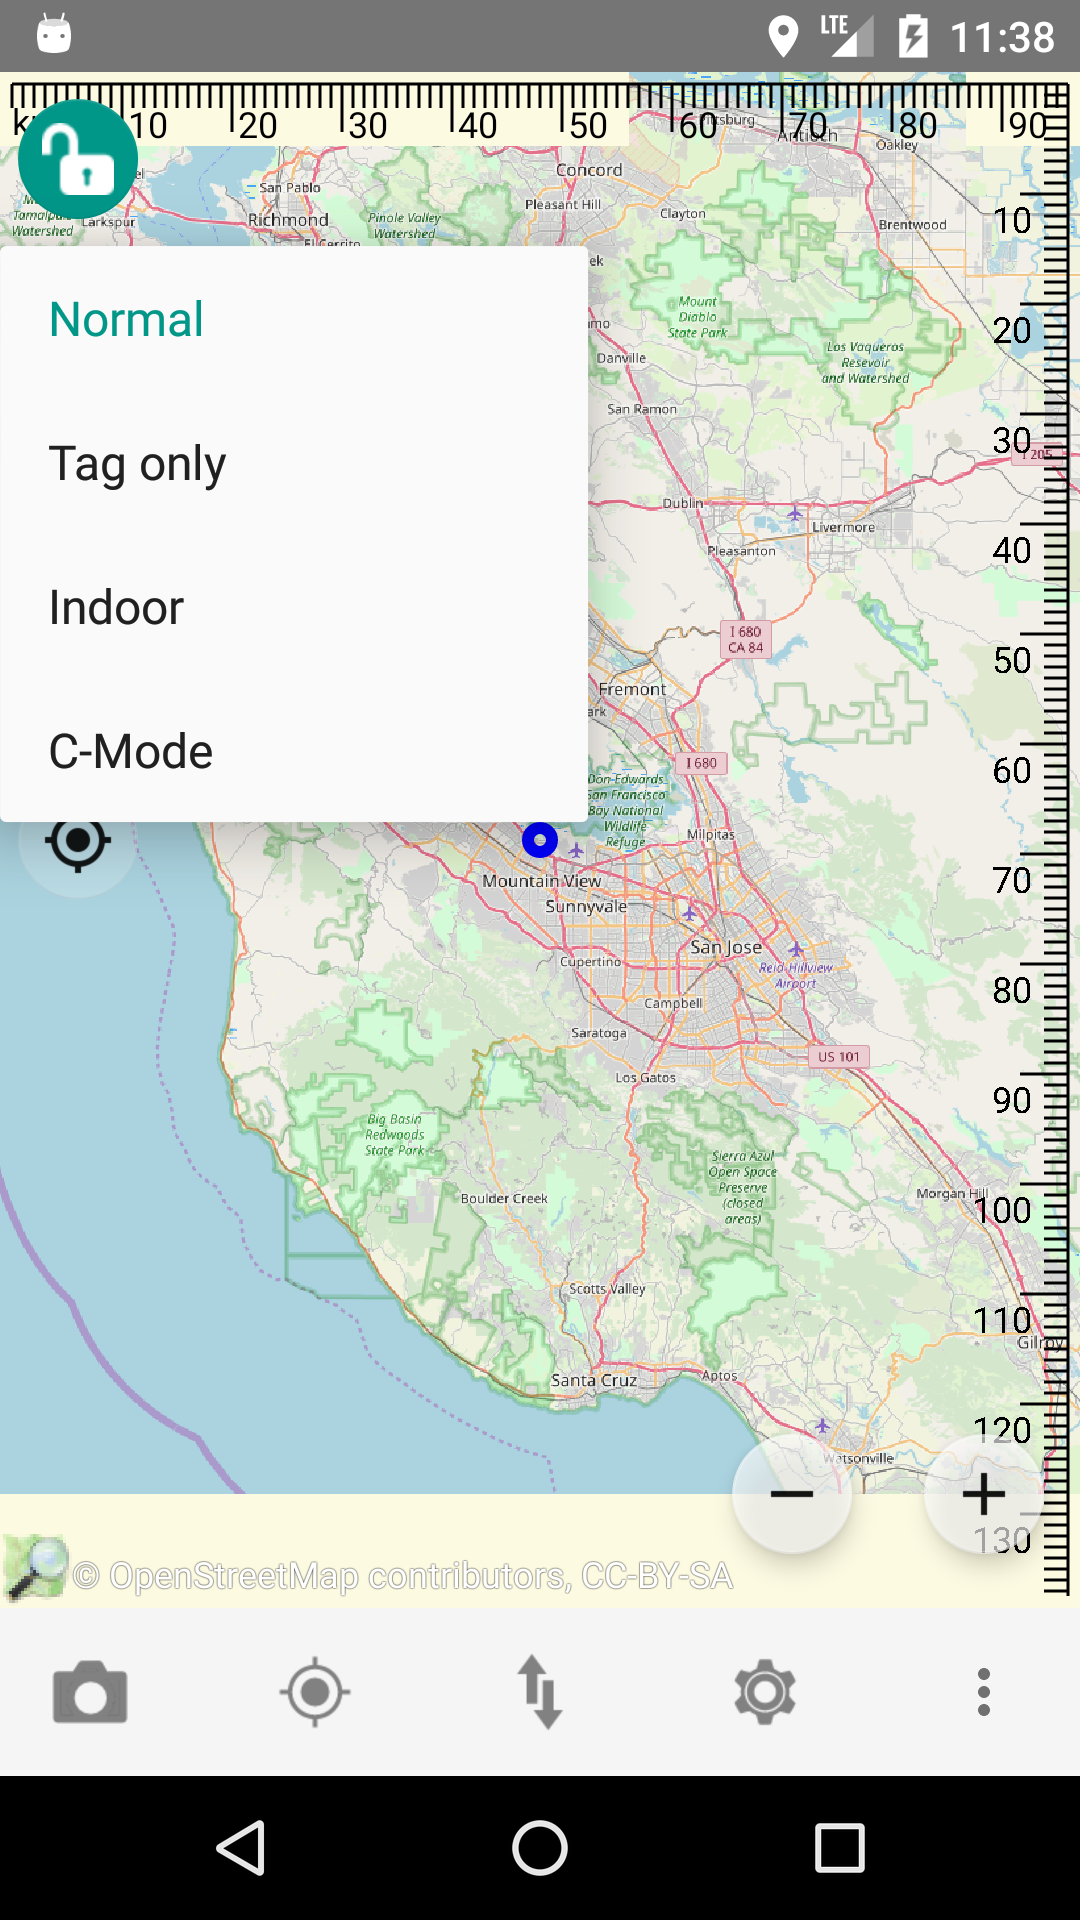 LTE 11:38
10 20 30 40 50 60 70 80 90
Pittsburg
Antioch
Oakley
Concord
San Pablo
Pleasant Hill
Larkspur
Richmond
Pinole Valley
Watershed
Clayton
Brentwood
10
El Cerrito
Tamalpais
Watershed
Normal
Mount
Diablo
State Park
20
Los Vaqueros
Resevoir
and Watershed
Danville
San Ramon
30
I 205
Tag only
Dublin
Livermore
Pleasanton
40
Indoor
I 680
CA 84
50
Fremont
C-Mode
I 680
60
Don Edwards
San Francisco
Bay National
Wildlife
Refuge
Milpitas
Mountain View
70
Sunnyvale
San Jose
Cupertino
Reid-Hillview
Airport
80
Campbell
Saratoga
US 101
Los Gatos
90
Big Basin
Redwoods
State Park
Sierra Azul
Open Space
Preserve
(closed
areas)
Boulder Creek
Morgan Hill
100
Scotts Valley
110
Gilroy
Santa Cruz
Aptos
120
Watsonville
130
© OpenStreetMap contributors, CC-BY-SA